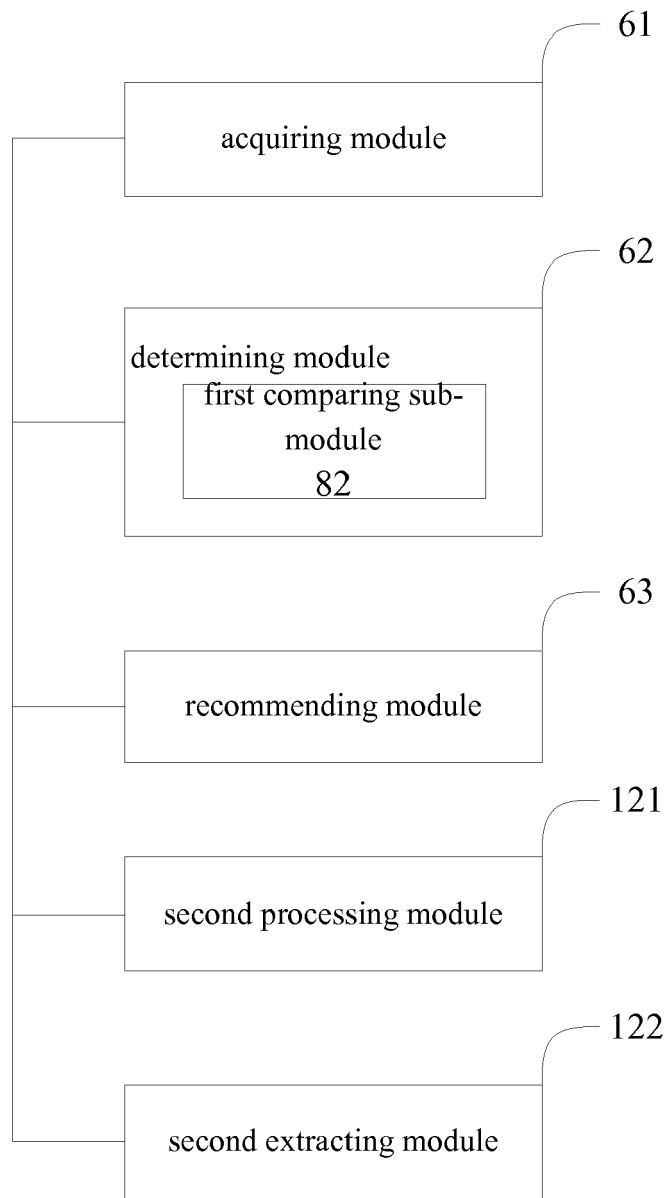 61
acquiring module
62
determining module
first comparing sub-
module
82
63
recommending module
121
second processing module
122
second extracting module